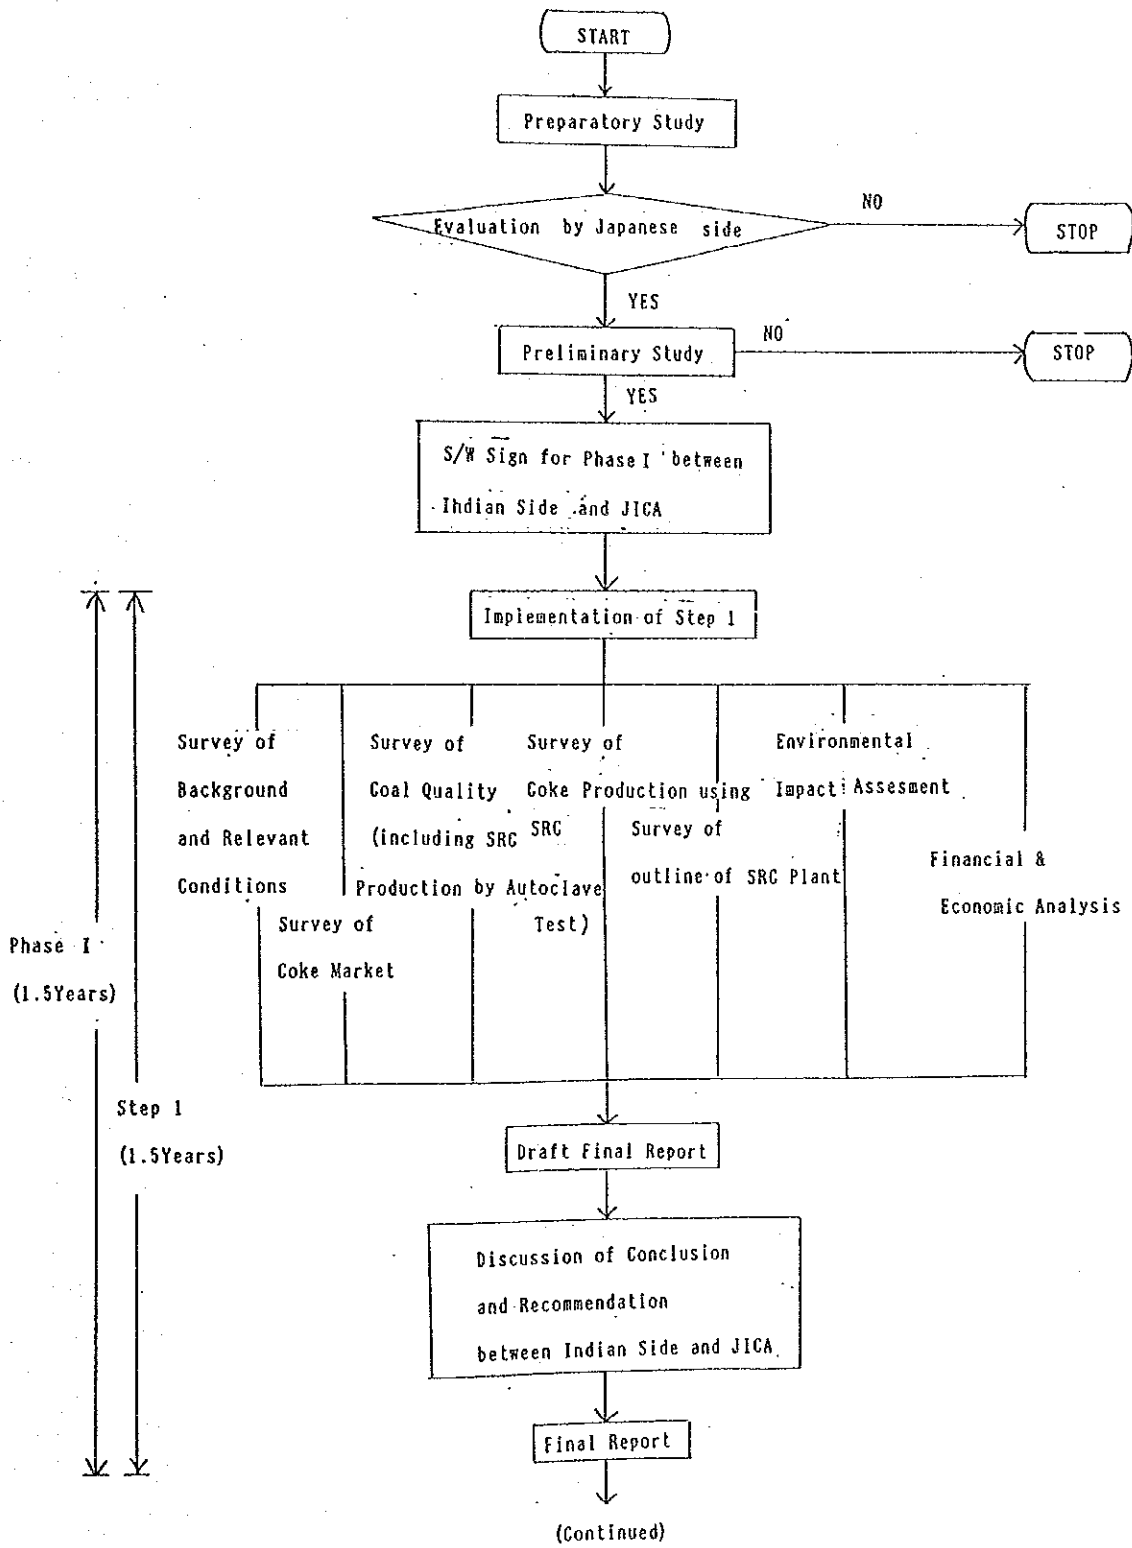 START
Preparatory Study
Evaluation by Japanese side
NO
STOP
YES
Preliminary Study
NO
STOP
YES
S/W Sign for Phase I between
Indian Side and JICA
Implementation of Step 1
Survey of
Background
and Relevant
Conditions
Survey of
Coke Market
Survey of
Coal Quality
(including SRC
Production by Autoclave
Test)
Survey of
Coke Production using
SRC
Survey of
outline of SRC Plant
Environmental
Impact Assesment
Financial &
Economic Analysis
Phase I
(1.5Years)
Step 1
(1.5Years)
Draft Final Report
Discussion of Conclusion
and Recommendation
between Indian Side and JICA
Final Report
(Continued)